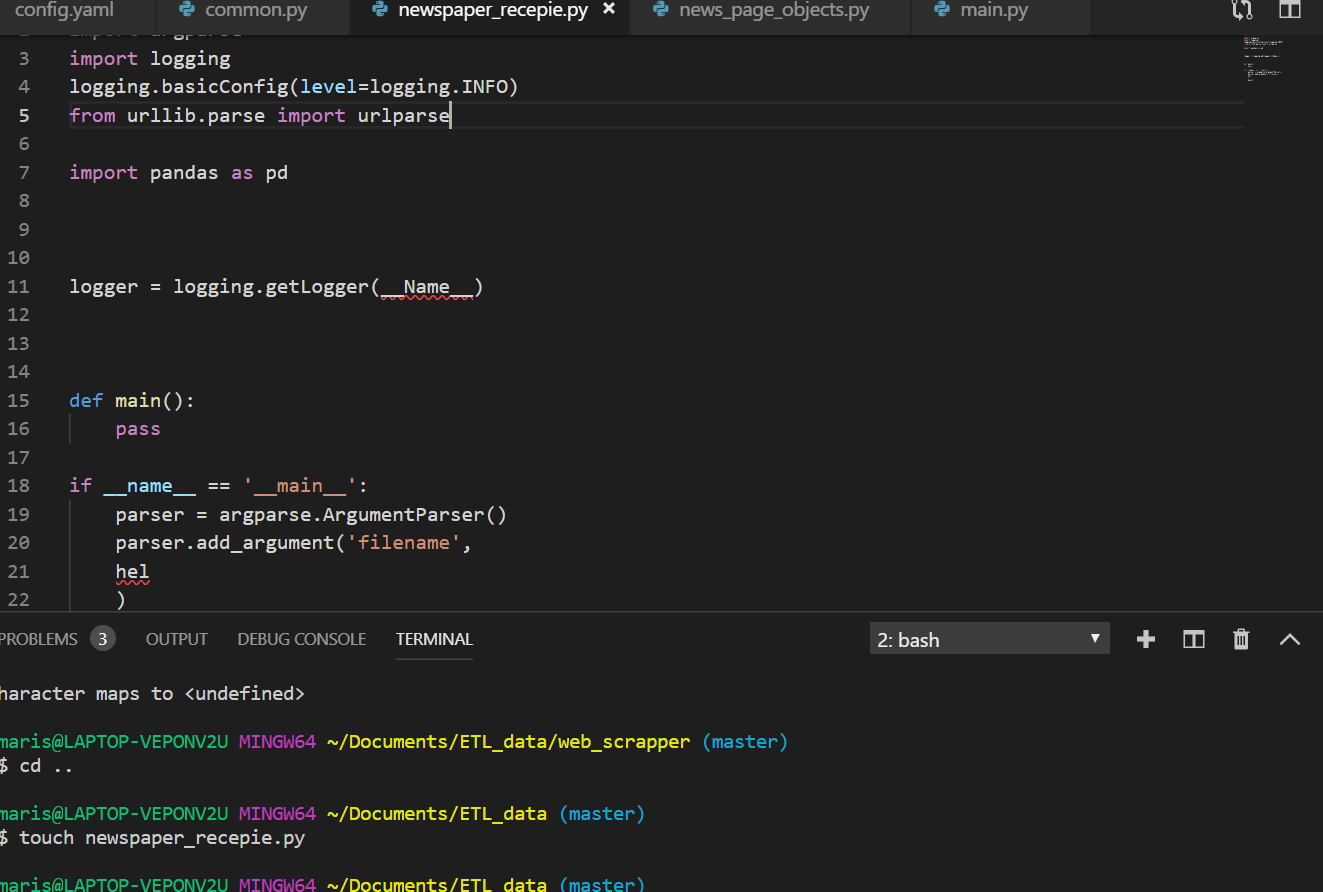 config.yaml common.py newspaper_recepie.py × news_page_objects.py main.py
2 import argparse
3 import logging
4 logging.basicConfig(level=logging.INFO)
5 from urllib.parse import urlparse
6
7 import pandas as pd
8
9
10
11 logger = logging.getLogger(__Name__)
12
13
14
15 def main():
16 pass
17
18 if __name__ == '__main__':
19 parser = argparse.ArgumentParser()
20 parser.add_argument('filename',
21 hel
22 )
PROBLEMS 3 OUTPUT DEBUG CONSOLE TERMINAL 2: bash
haracter maps to <undefined>
maris@LAPTOP-VEPONV2U MINGW64 ~/Documents/ETL_data/web_scrapper (master)
$ cd ..
maris@LAPTOP-VEPONV2U MINGW64 ~/Documents/ETL_data (master)
$ touch newspaper_recepie.py
maris@LAPTOP-VEPONV2U MINGW64 ~/Documents/ETL_data (master)